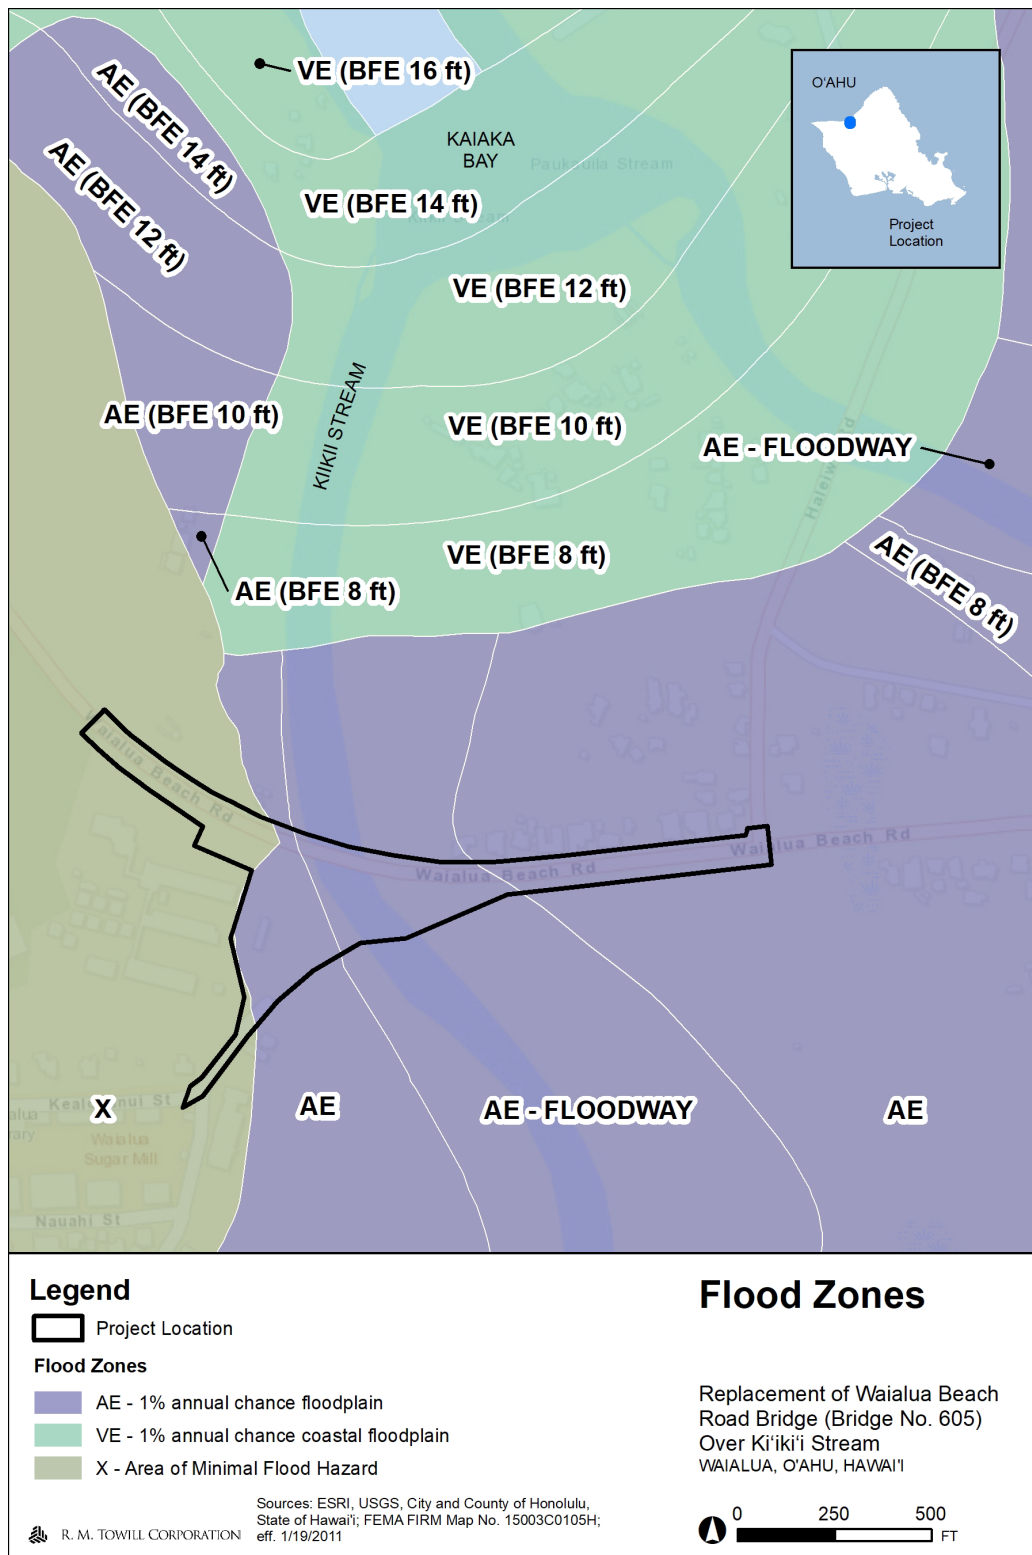 VE (BFE 16 ft)
AE (BFE 14 ft)
AE (BFE 12 ft)
KAIAKA
BAY
Paukauila Stream
VE (BFE 14 ft)
O'AHU
Project
Location
VE (BFE 12 ft)
KIIKII STREAM
AE (BFE 10 ft)
VE (BFE 10 ft)
AE - FLOODWAY
Haleiwa Rd
VE (BFE 8 ft)
AE (BFE 8 ft)
AE (BFE 8 ft)
Waialua Beach Rd
Waialua Beach Rd
Waialua Beach Rd
X
Kealohanui St
AE
AE - FLOODWAY
AE
Waialua
Sugar Mill
Nauahi St
Legend
Project Location
Flood Zones
AE - 1% annual chance floodplain
VE - 1% annual chance coastal floodplain
X - Area of Minimal Flood Hazard
R. M. TOWILL CORPORATION
Sources: ESRI, USGS, City and County of Honolulu,
State of Hawai'i; FEMA FIRM Map No. 15003C0105H;
eff. 1/19/2011
Flood Zones
Replacement of Waialua Beach
Road Bridge (Bridge No. 605)
Over Ki‘iki‘i Stream
WAIALUA, O'AHU, HAWAI'I
0 250 500
FT